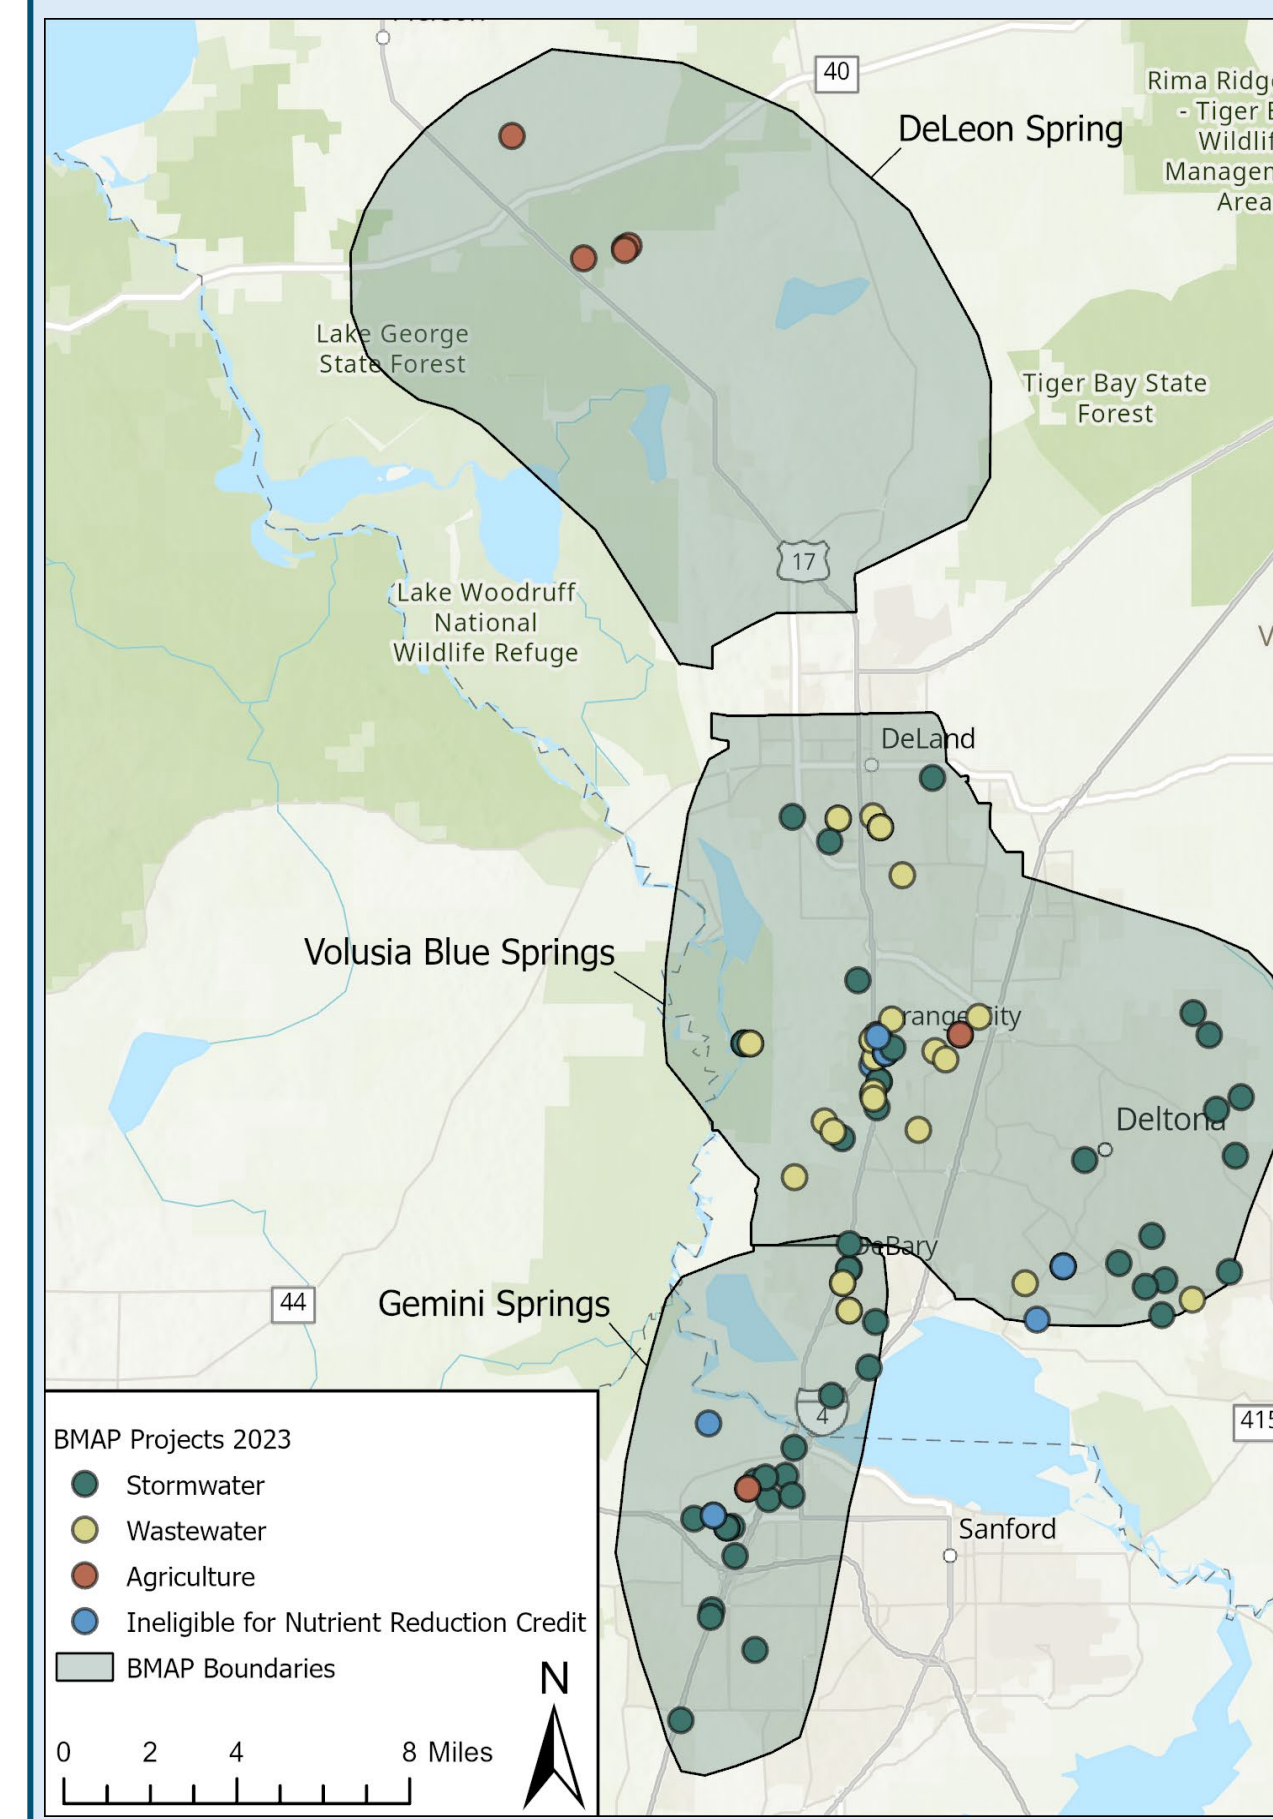 40
Rima Ridg
- Tiger
Wildlif
Managem
Area
DeLeon Spring
Lake George
State Forest
Tiger Bay State
Forest
17
Lake Woodruff
National
Wildlife Refuge
V
DeLand
Volusia Blue Springs
range City
Deltona
DeBary
44
Gemini Springs
4
415
Sanford
BMAP Projects 2023
Stormwater
Wastewater
Agriculture
Ineligible for Nutrient Reduction Credit
BMAP Boundaries
N
0 2 4 8 Miles